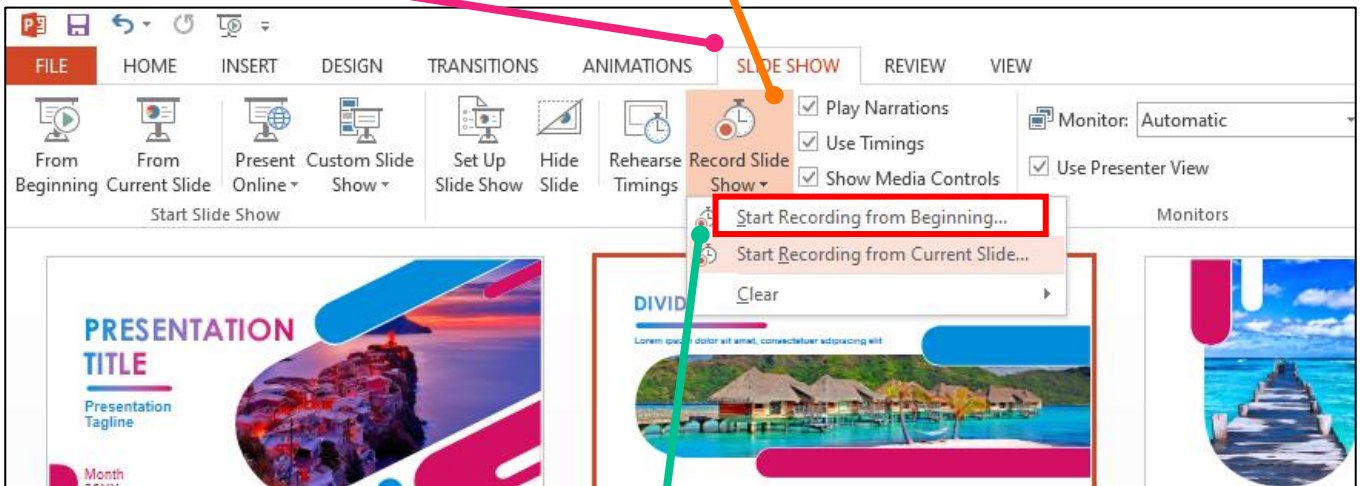 FILE HOME INSERT DESIGN TRANSITIONS ANIMATIONS SLIDE SHOW REVIEW VIEW
From Beginning
From Current Slide
Present Online
Custom Slide Show
Start Slide Show
Set Up Slide Show
Hide Slide
Rehearse Timings
Record Slide Show
Play Narrations
Use Timings
Show Media Controls
Monitor: Automatic
Use Presenter View
Monitors
Start Recording from Beginning...
Start Recording from Current Slide...
Clear
PRESENTATION
TITLE
Presentation
Tagline
Month
DIVID
Lorem ipsum dolor sit amet, consectetuer adipiscing elit